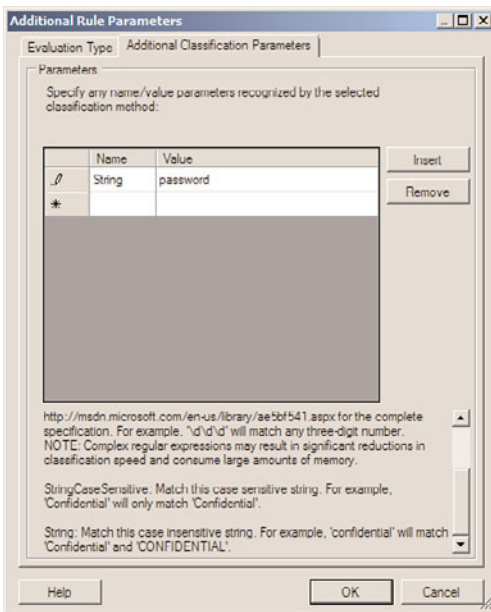 Additional Rule Parameters
Evaluation Type
Additional Classification Parameters
Parameters
Specify any name/value parameters recognized by the selected
classification method:
Name
Value
Insert
String
password
Remove
*
http://msdn.microsoft.com/en-us/library/ae5bf541.aspx for the complete
specification. For example. '\d\d\d' will match any three-digit number.
NOTE: Complex regular expressions may result in significant reductions in
classification speed and consume large amounts of memory.
StringCaseSensitive: Match this case sensitive string. For example,
'Confidential' will only match 'Confidential'.
String: Match this case insensitive string. For example, 'confidential' will match
'Confidential' and 'CONFIDENTIAL'.
Help
OK
Cancel